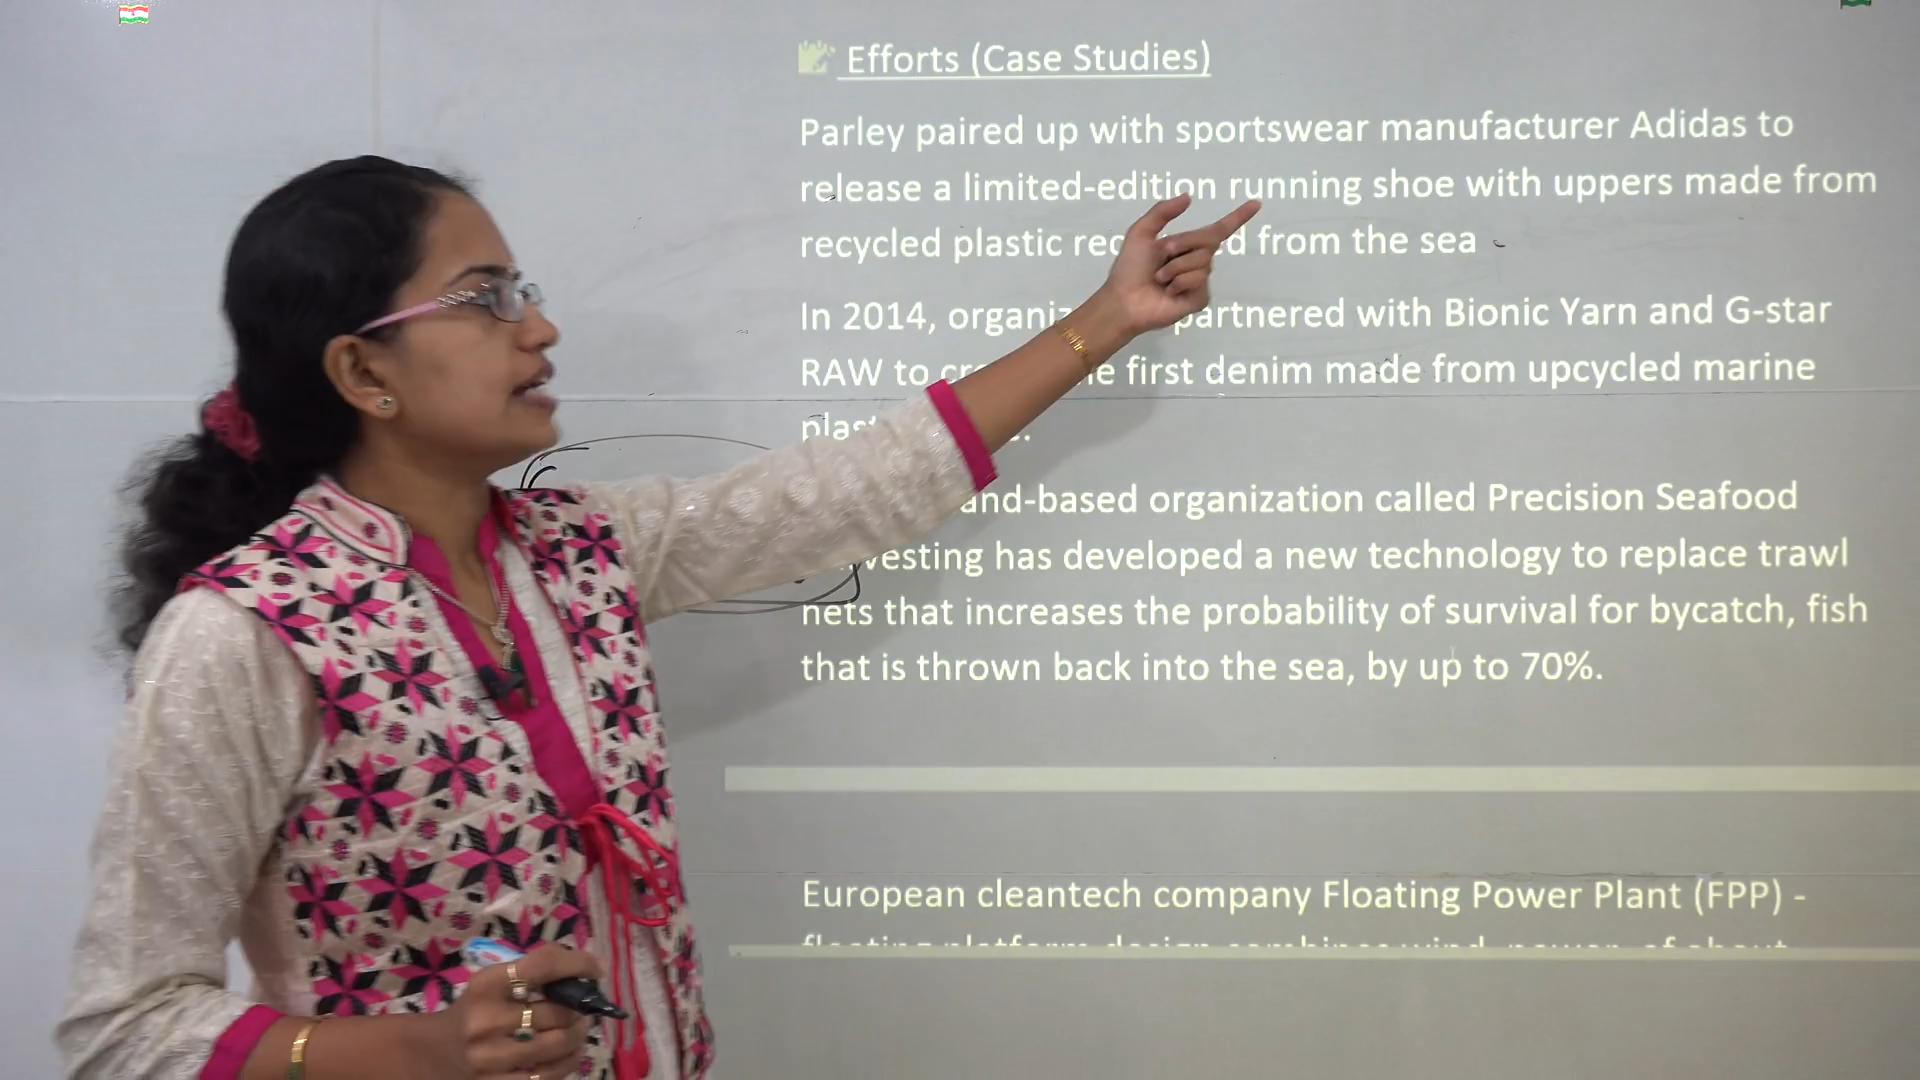 Efforts (Case Studies)
Parley paired up with sportswear manufacturer Adidas to
release a limited-edition running shoe with uppers made from
recycled plastic from the sea
In 2014, partnered with Bionic Yarn and G-star
RAW to first denim made from upcycled marine
and-based organization called Precision Seafood
has developed a new technology to replace trawl
nets that increases the probability of survival for bycatch, fish
that is thrown back into the sea, by up to 70%.
European cleantech company Floating Power Plant (FPP) -